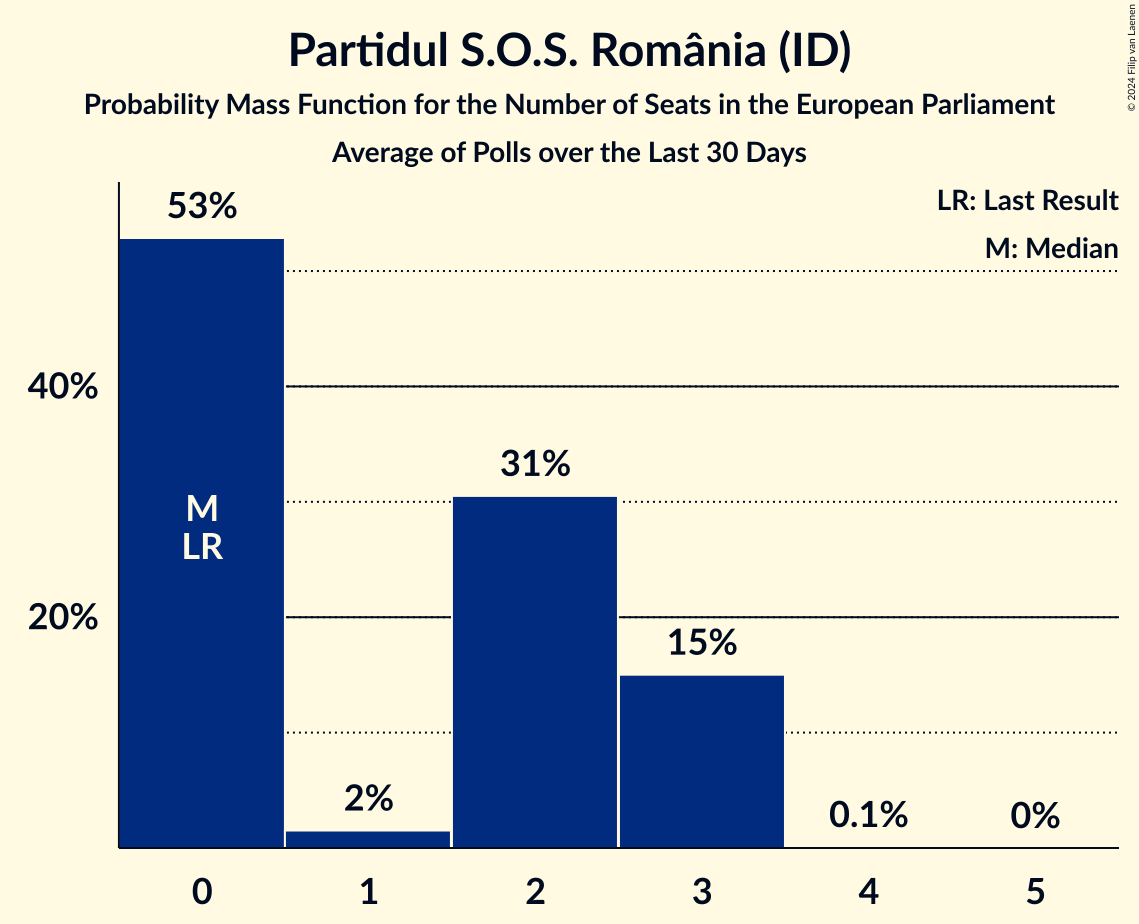 Partidul S.O.S. România (ID)
Probability Mass Function for the Number of Seats in the European Parliament
Average of Polls over the Last 30 Days
© 2024 Filip van Laenen
LR: Last Result
M: Median
53%
40%
31%
M
LR
20%
15%
2%
0.1%
0%
0 1 2 3 4 5